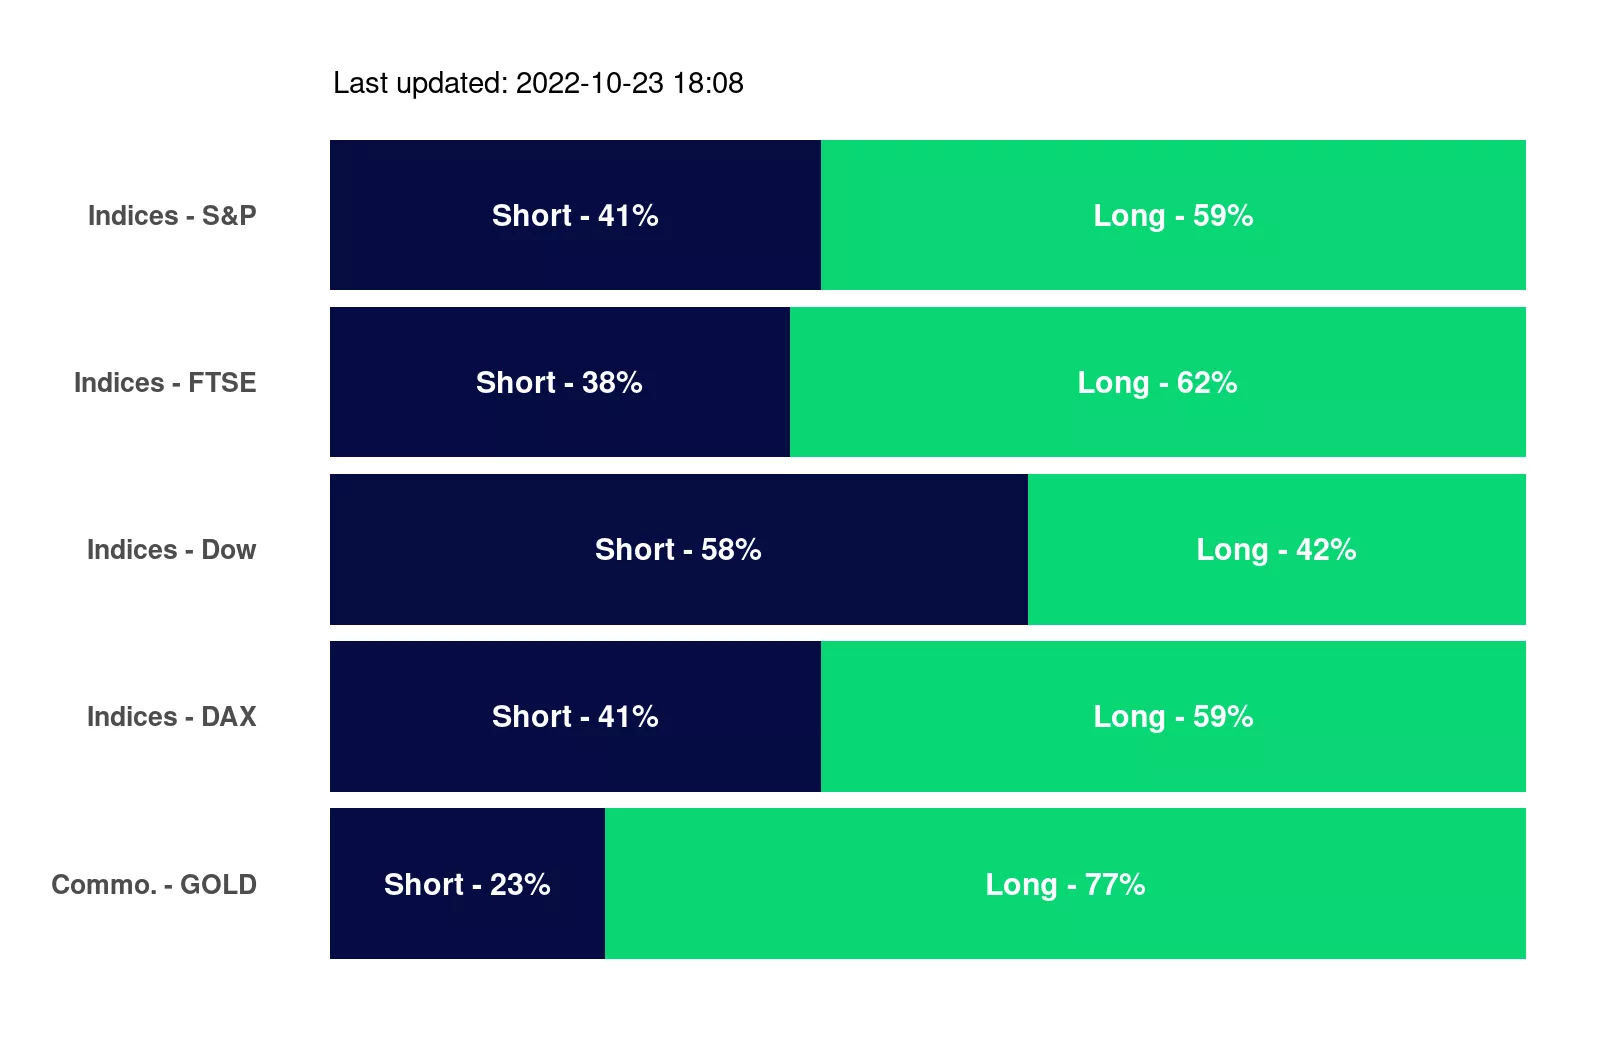 Last updated: 2022-10-23 18:08
Indices - S&P Short - 41% Long - 59%
Indices - FTSE Short - 38% Long - 62%
Indices - Dow Short - 58% Long - 42%
Indices - DAX Short - 41% Long - 59%
Commo. - GOLD Short - 23% Long - 77%